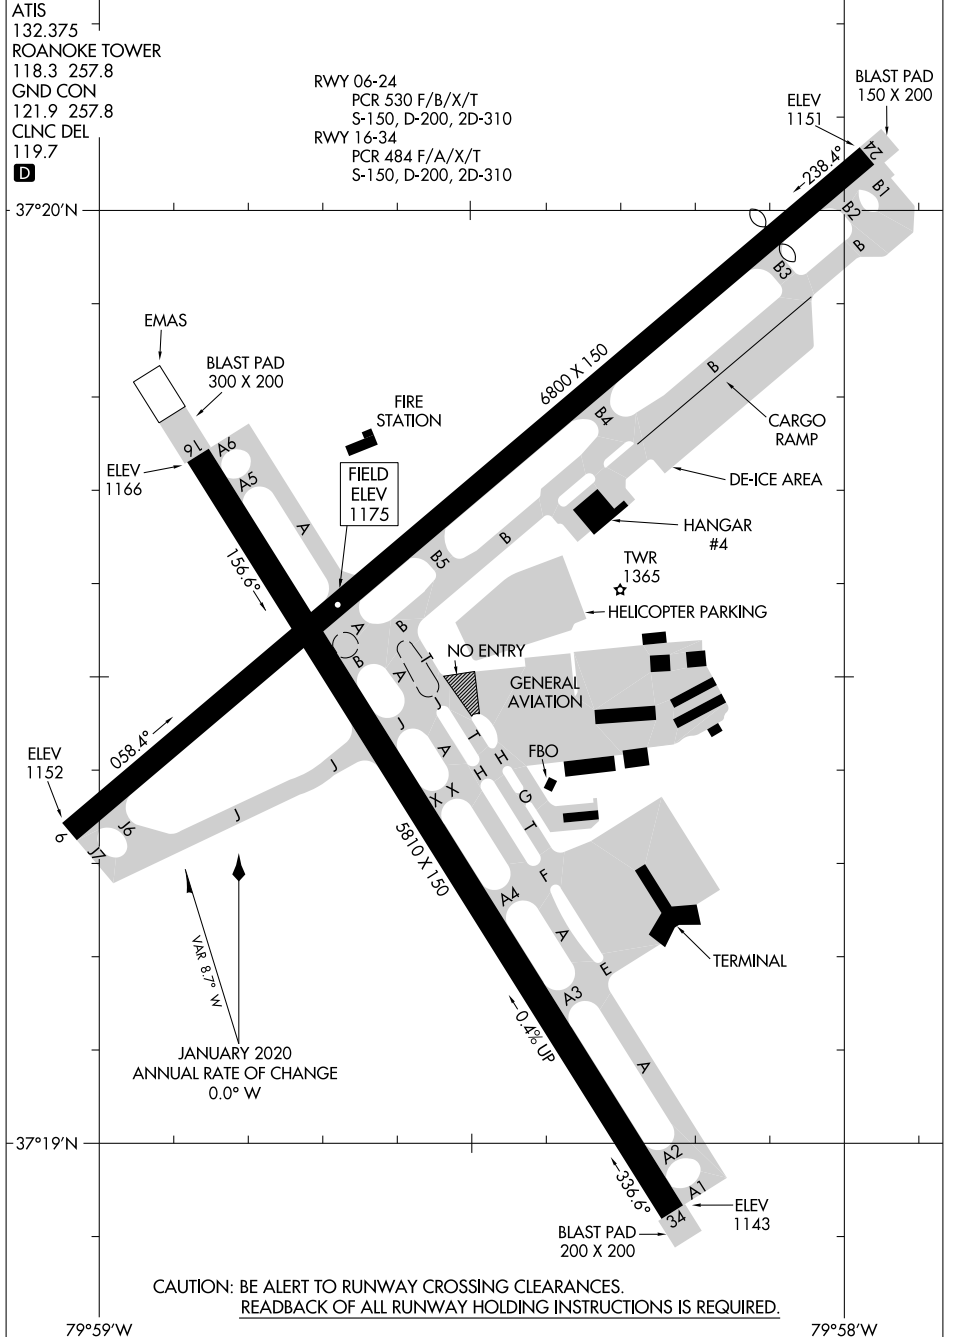 ATIS
132.375
ROANOKE TOWER
118.3 257.8
GND CON
121.9 257.8
CLNC DEL
119.7
D
RWY 06-24
PCR 530 F/B/X/T
S-150, D-200, 2D-310
RWY 16-34
PCR 484 F/A/X/T
S-150, D-200, 2D-310
BLAST PAD
150 X 200
ELEV
1151
24
238.4°
B1
B2
B
B3
37°20'N
EMAS
BLAST PAD
300 X 200
6800 X 150
B
B4
FIRE
STATION
CARGO
RAMP
16
A6
ELEV
1166
A5
FIELD
ELEV
1175
DE-ICE AREA
A
B
HANGAR
#4
156.6°
B5
TWR
1365
HELICOPTER PARKING
A
B
B
T
NO ENTRY
A
J
GENERAL
AVIATION
J
T
058.4°
ELEV
1152
J
A
H
H
FBO
X
X
G
T
6
J6
J
J7
5810 X 150
F
A4
VAR 8.7° W
A
E
TERMINAL
A3
0.4% UP
JANUARY 2020
ANNUAL RATE OF CHANGE
0.0° W
A
37°19'N
A2
336.6°
A1
34
ELEV
1143
BLAST PAD
200 X 200
CAUTION: BE ALERT TO RUNWAY CROSSING CLEARANCES.
READBACK OF ALL RUNWAY HOLDING INSTRUCTIONS IS REQUIRED.
79°59'W
79°58'W